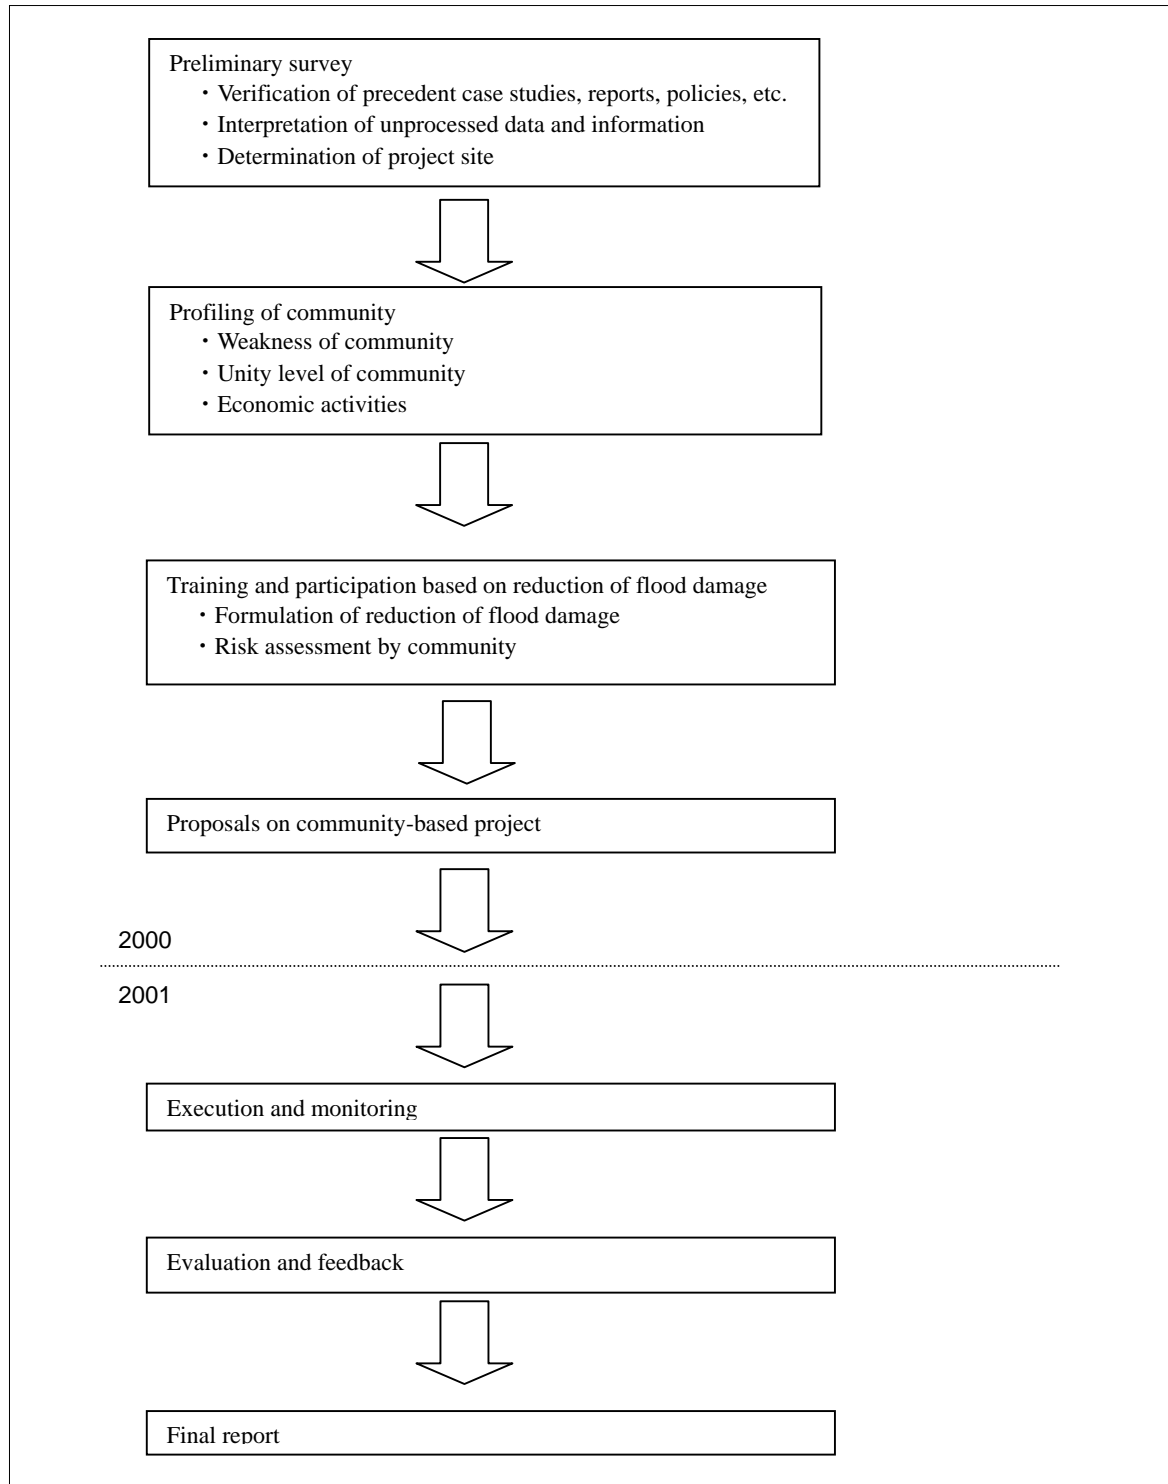 Preliminary survey
・Verification of precedent case studies, reports, policies, etc.
・Interpretation of unprocessed data and information
・Determination of project site
Profiling of community
・Weakness of community
・Unity level of community
・Economic activities
Training and participation based on reduction of flood damage
・Formulation of reduction of flood damage
・Risk assessment by community
Proposals on community-based project
2000
2001
Execution and monitoring
Evaluation and feedback
Final report